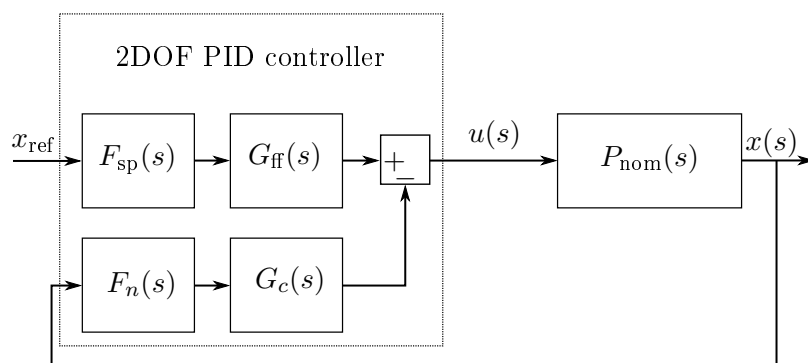 2DOF PID controller
x_ref
F_sp(s)
G_ff(s)
+
−
u(s)
P_nom(s)
x(s)
F_n(s)
G_c(s)